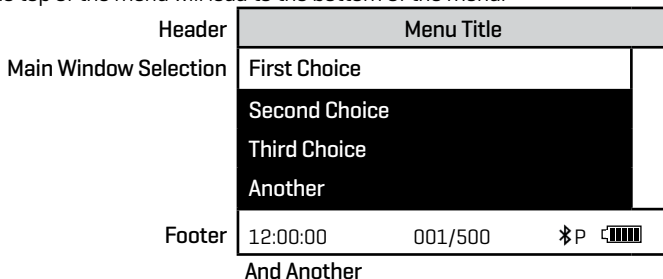 top of the menu will lead to the bottom of the menu.
Header Menu Title
Main Window Selection First Choice
Second Choice
Third Choice
Another
Footer 12:00:00 001/500 P
And Another